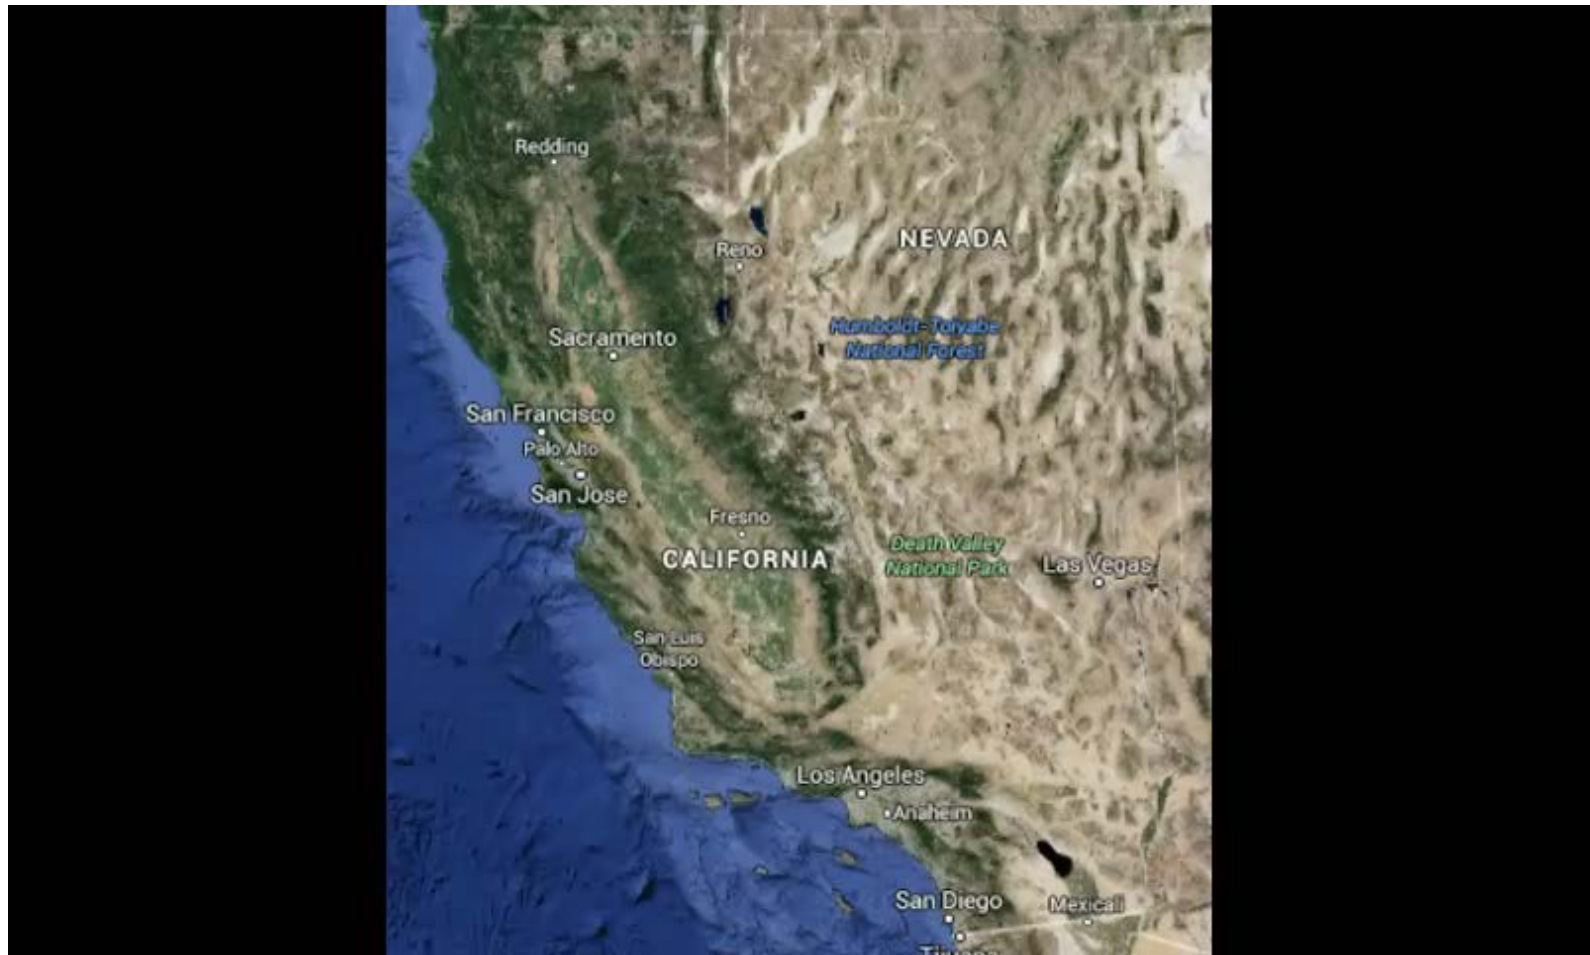 Redding
Reno
NEVADA
Humboldt-Toiyabe
National Forest
Sacramento
San Francisco
Palo Alto
San Jose
Fresno
CALIFORNIA
Death Valley
National Park
Las Vegas
San Luis
Obispo
Los Angeles
Anaheim
San Diego
Mexicali
Tijuana